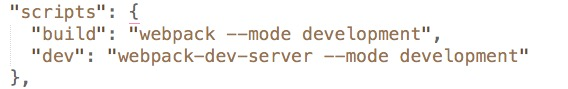 "scripts": {
"build": "webpack --mode development",
"dev": "webpack-dev-server --mode development"
},